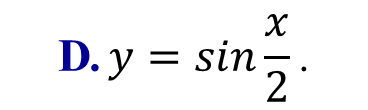 D. y = sin x/2.